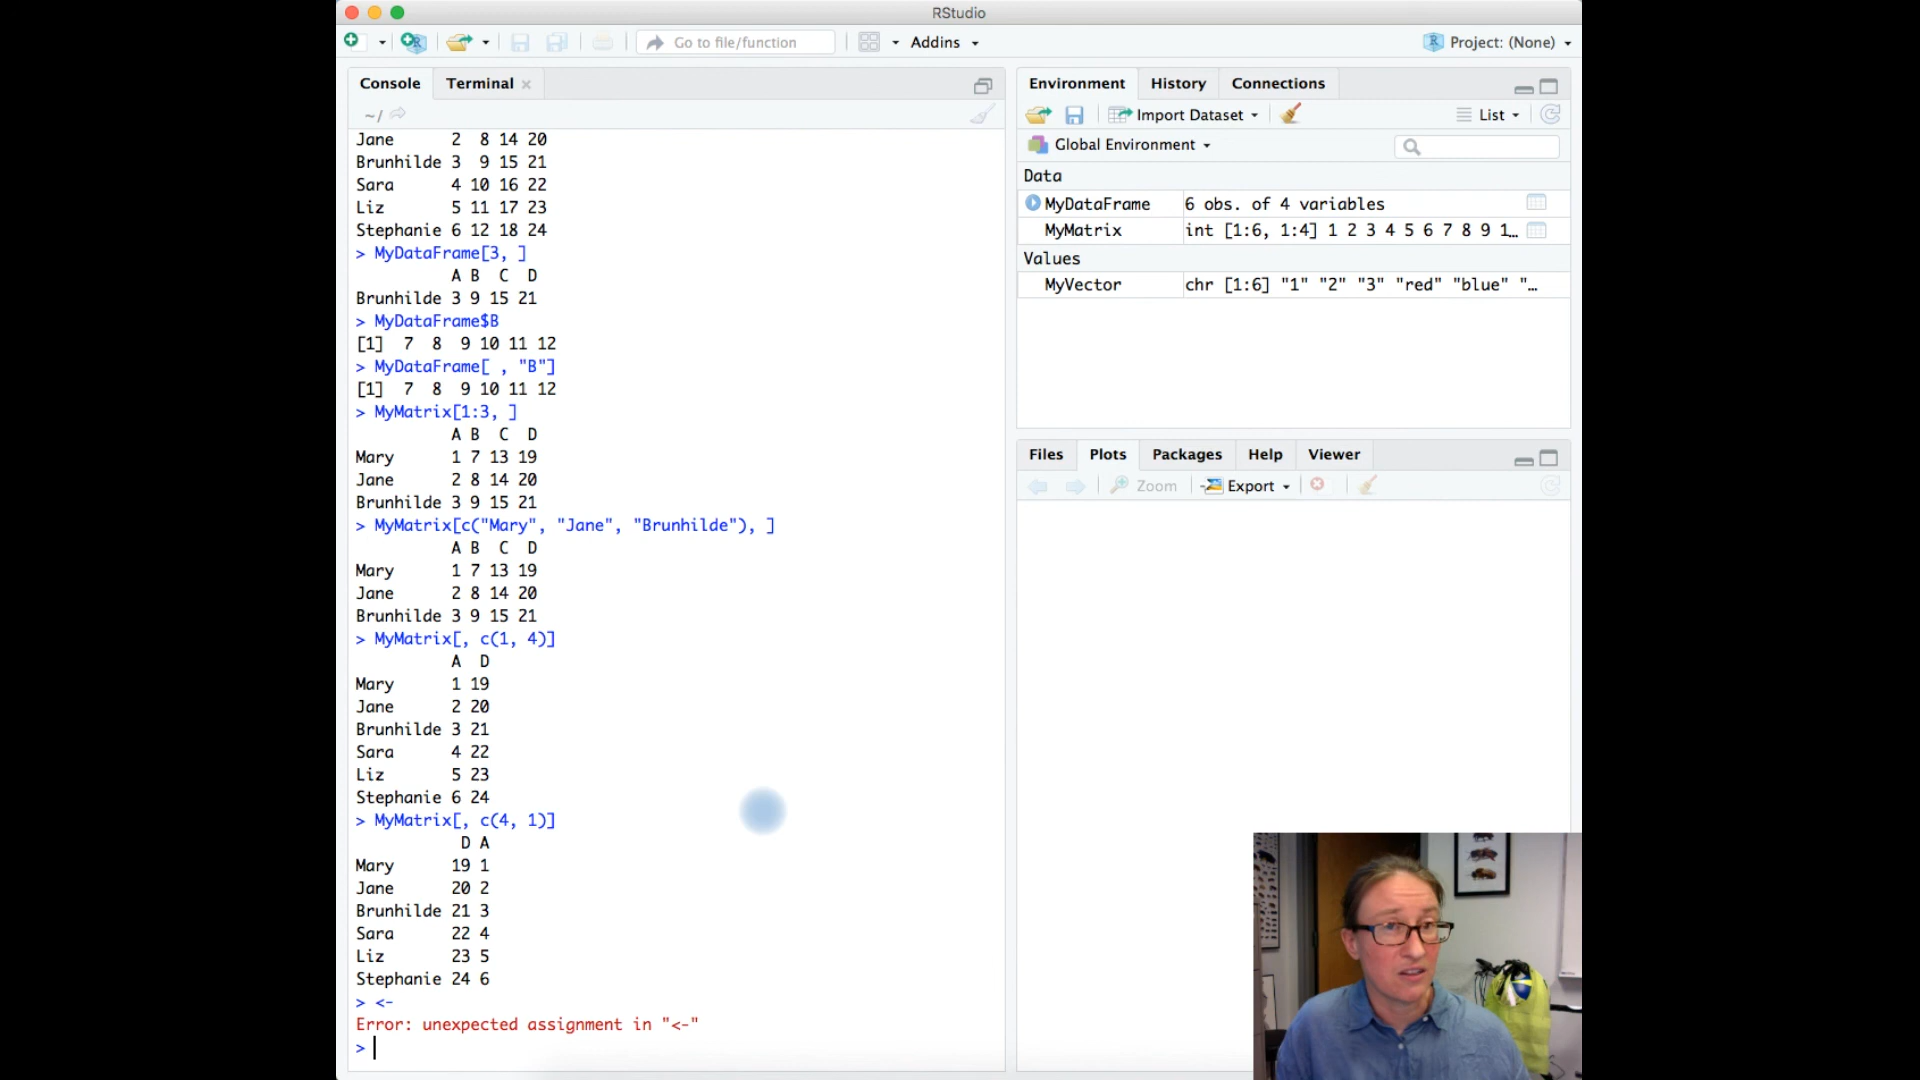 RStudio
Go to file/function
Addins
Project: (None)
Console
Terminal
~/
Jane      2  8 14 20
Brunhilde 3  9 15 21
Sara      4 10 16 22
Liz       5 11 17 23
Stephanie 6 12 18 24
> MyDataFrame[3, ]
          A B  C  D
Brunhilde 3 9 15 21
> MyDataFrame$B
[1]  7  8  9 10 11 12
> MyDataFrame[ , "B"]
[1]  7  8  9 10 11 12
> MyMatrix[1:3, ]
          A B  C  D
Mary      1 7 13 19
Jane      2 8 14 20
Brunhilde 3 9 15 21
> MyMatrix[c("Mary", "Jane", "Brunhilde"), ]
          A B  C  D
Mary      1 7 13 19
Jane      2 8 14 20
Brunhilde 3 9 15 21
> MyMatrix[, c(1, 4)]
          A  D
Mary      1 19
Jane      2 20
Brunhilde 3 21
Sara      4 22
Liz       5 23
Stephanie 6 24
> MyMatrix[, c(4, 1)]
           D A
Mary      19 1
Jane      20 2
Brunhilde 21 3
Sara      22 4
Liz       23 5
Stephanie 24 6
> <-
Error: unexpected assignment in "<-"
>
Environment
History
Connections
Import Dataset
List
Global Environment
Data
MyDataFrame 6 obs. of 4 variables
MyMatrix int [1:6, 1:4] 1 2 3 4 5 6 7 8 9 1…
Values
MyVector chr [1:6] "1" "2" "3" "red" "blue" "…
Files
Plots
Packages
Help
Viewer
Zoom
Export